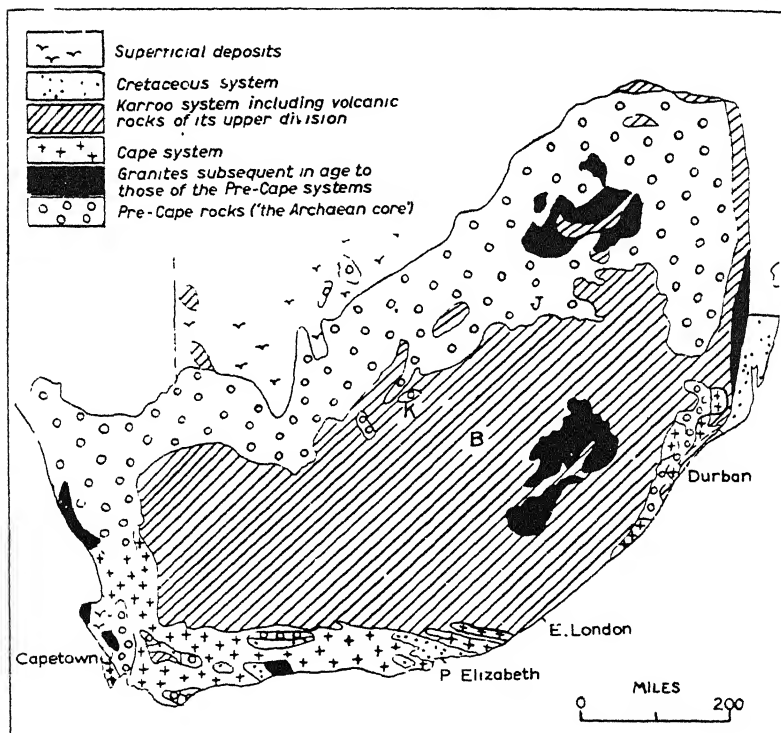 Superficial deposits
Cretaceous system
Karroo system including volcanic
rocks of its upper division
Cape system
Granites subsequent in age to
those of the Pre-Cape systems
Pre-Cape rocks ('the Archaean core')
J
K
B
Durban
E. London
Capetown
P Elizabeth
MILES
0 200